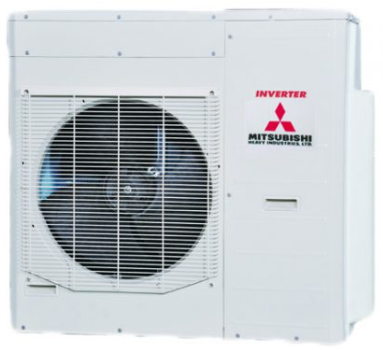 INVERTER
MITSUBISHI
HEAVY INDUSTRIES, LTD.